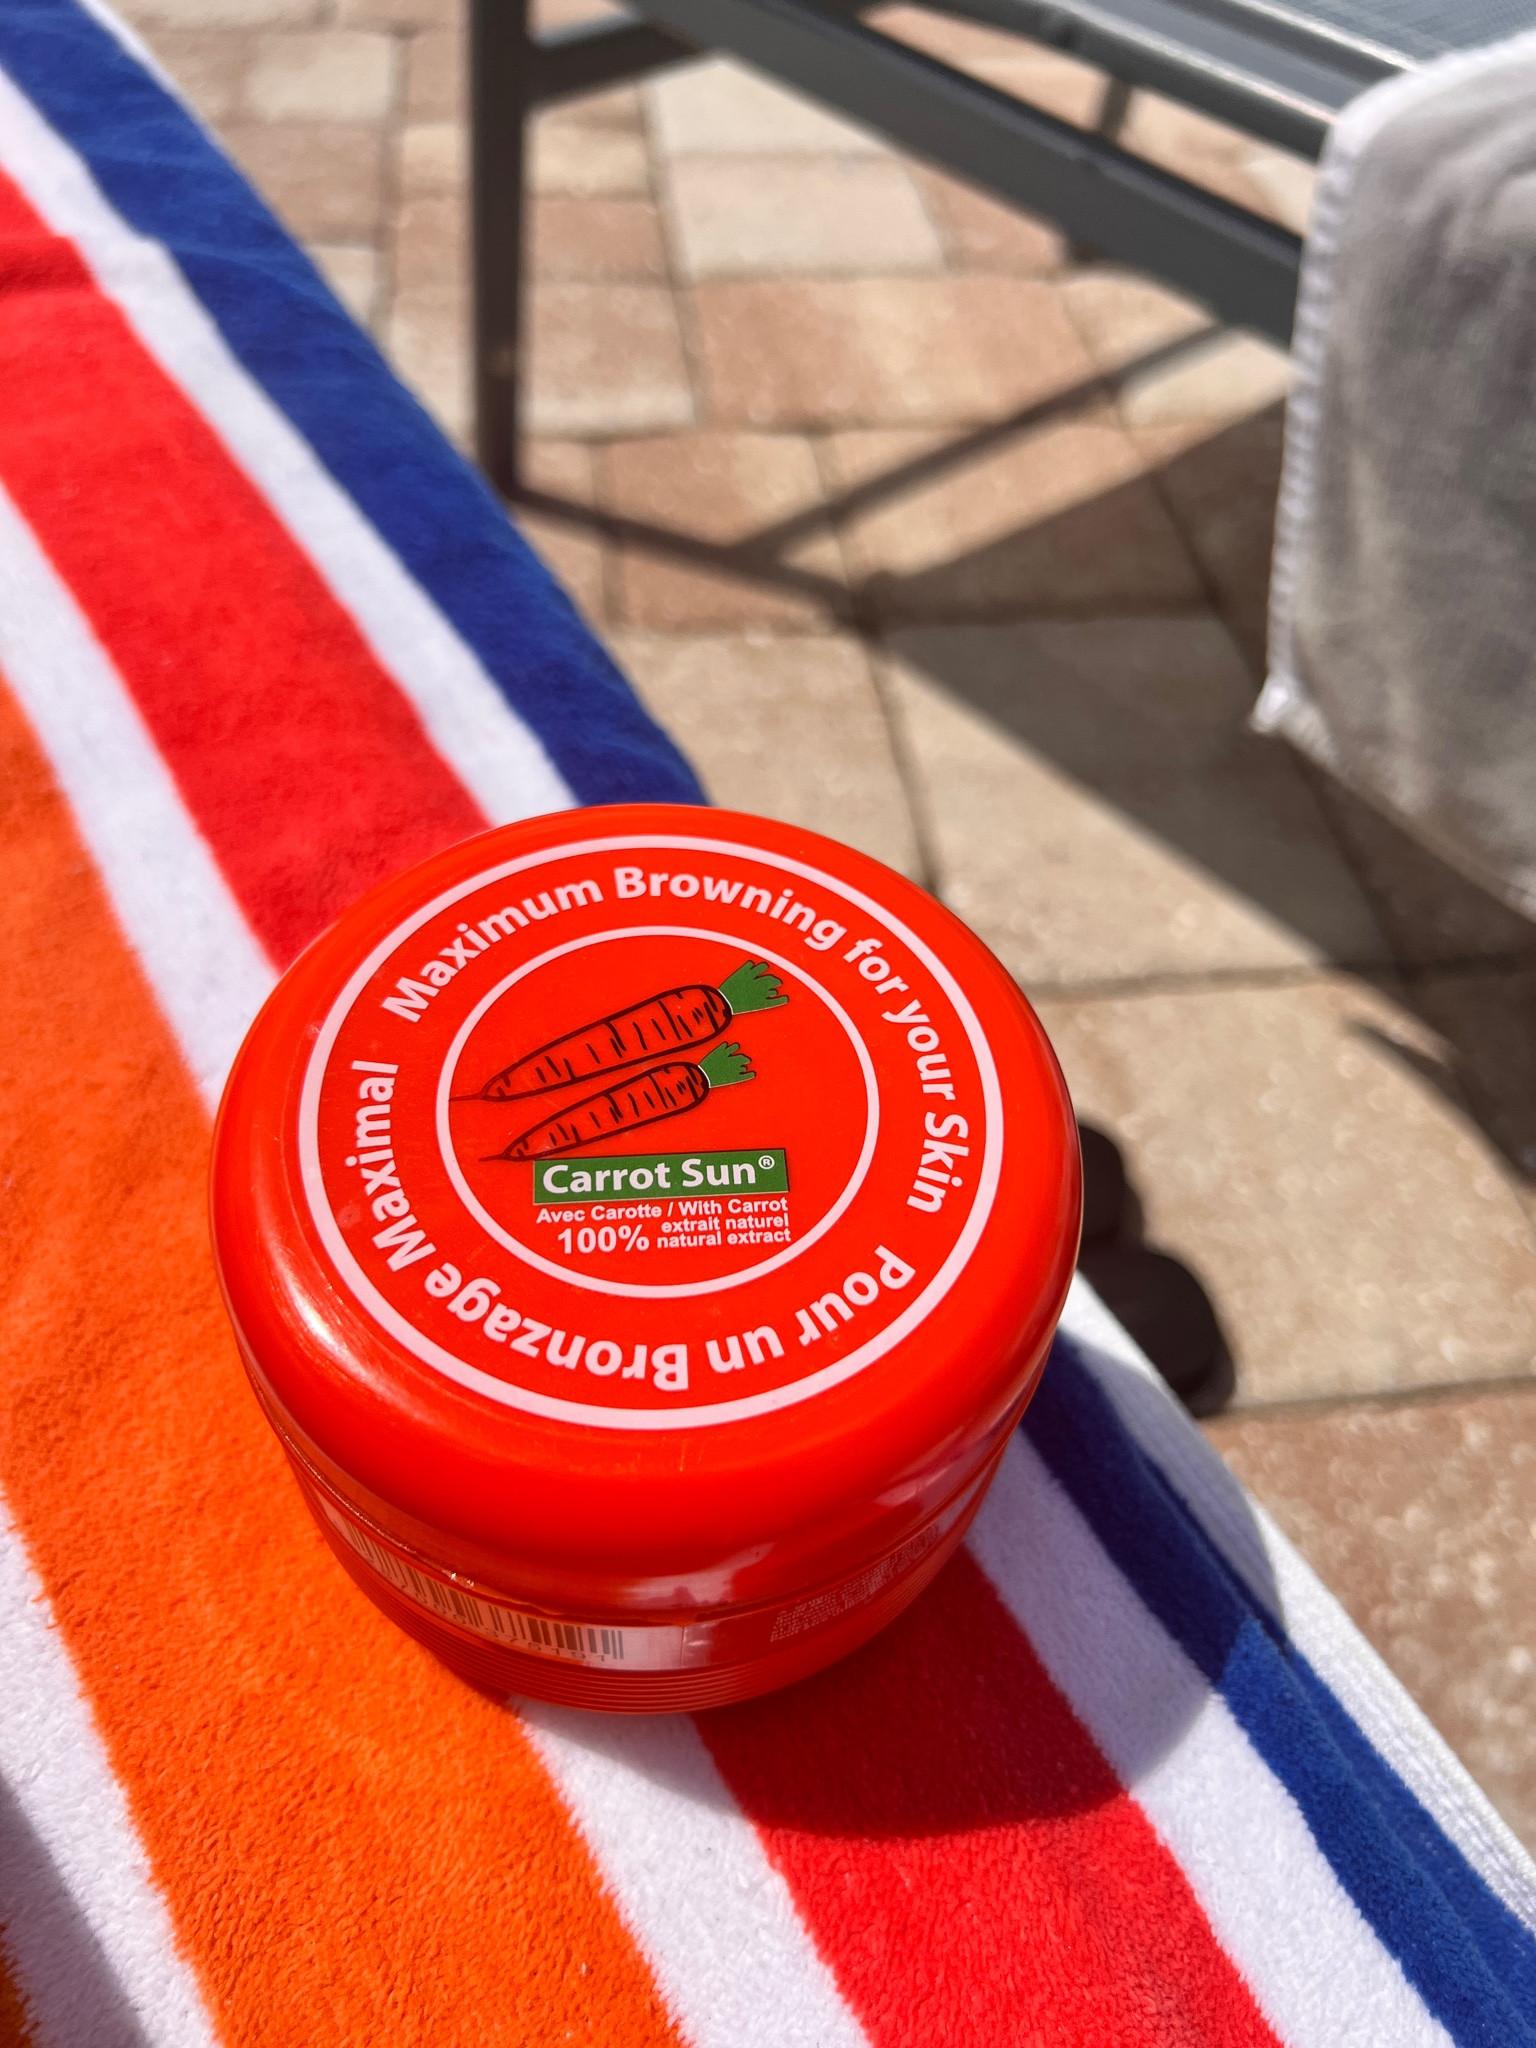 Maximum Browning for your Skin
Pour un Bronzage Maximal
Carrot Sun®
Avec Carotte / With Carrot
100% extrait naturel
natural extract